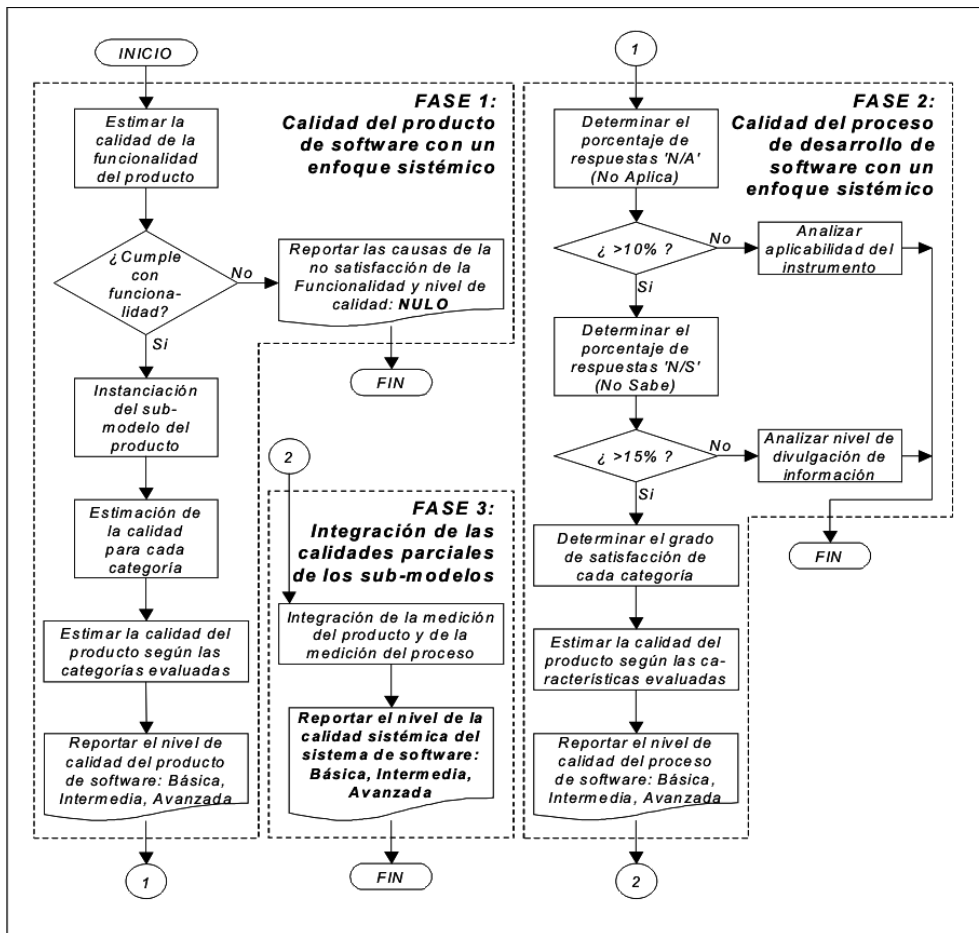 INICIO
FASE 1:
Calidad del producto
de software con un
enfoque sistémico
Estimar la
calidad de la
funcionalidad
del producto
¿Cumple
con
funciona-
lidad?
No
Reportar las causas de la
no satisfacción de la
Funcionalidad y nivel de
calidad: NULO
FIN
Si
Instanciación
del sub-
modelo del
producto
Estimación de
la calidad
para cada
categoría
Estimar la calidad del
producto según las
categorías evaluadas
Reportar el nivel de
calidad del producto
de software: Básica,
Intermedia, Avanzada
1
2
FASE 3:
Integración de las
calidades parciales
de los sub-modelos
Integración de la medición
del producto y de la
medición del proceso
Reportar el nivel de la
calidad sistémica del
sistema de software:
Básica, Intermedia,
Avanzada
FIN
1
FASE 2:
Calidad del proceso
de desarrollo de
software con un
enfoque sistémico
Determinar el
porcentaje de
respuestas 'N/A'
(No Aplica)
¿ >10% ?
No
Analizar
aplicabilidad del
instrumento
Si
Determinar el
porcentaje de
respuestas 'N/S'
(No Sabe)
¿ >15% ?
No
Analizar nivel de
divulgación de
información
FIN
Si
Determinar el grado
de satisfacción de
cada categoría
Estimar la calidad del
producto según las ca-
racterísticas evaluadas
Reportar el nivel de
calidad del proceso
de software: Básica,
Intermedia, Avanzada
2